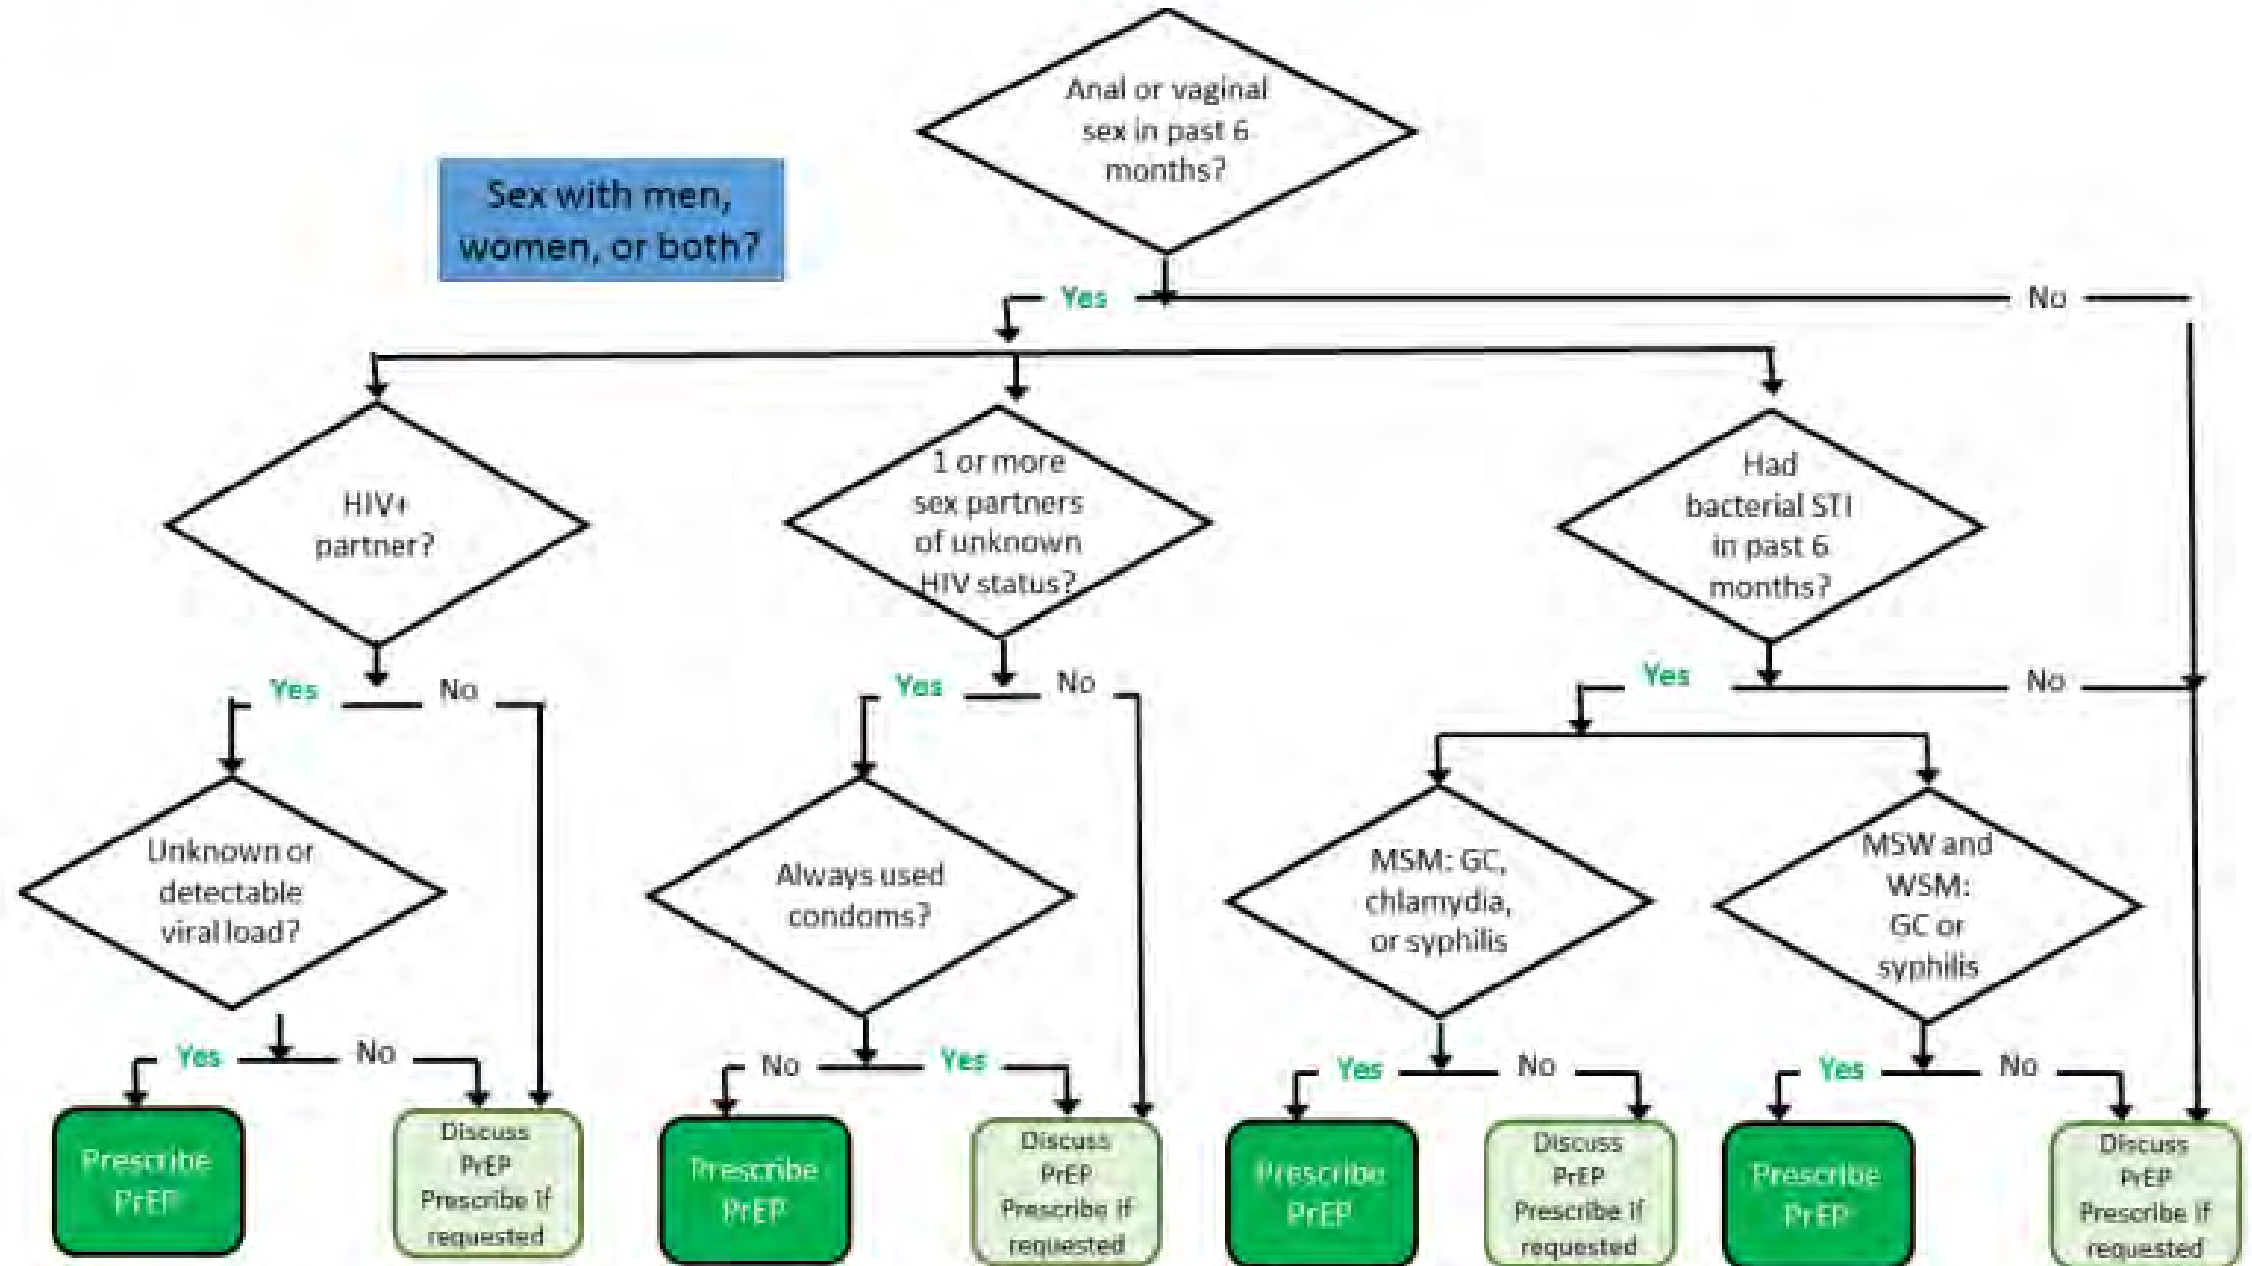 Anal or vaginal
sex in past 6
months?
Sex with men,
women, or both?
Yes
No
HIV+
partner?
1 or more
sex partners
of unknown
HIV status?
Had
bacterial STI
in past 6
months?
Yes
No
Yes
No
Yes
No
Unknown or
detectable
viral load?
Always used
condoms?
MSM: GC,
chlamydia,
or syphilis
MSW and
WSM:
GC or
syphilis
Yes
No
No
Yes
Yes
No
Yes
No
Prescribe
PrEP
Discuss
PrEP
Prescribe if
requested
Prescribe
PrEP
Discuss
PrEP
Prescribe if
requested
Prescribe
PrEP
Discuss
PrEP
Prescribe if
requested
Prescribe
PrEP
Discuss
PrEP
Prescribe if
requested